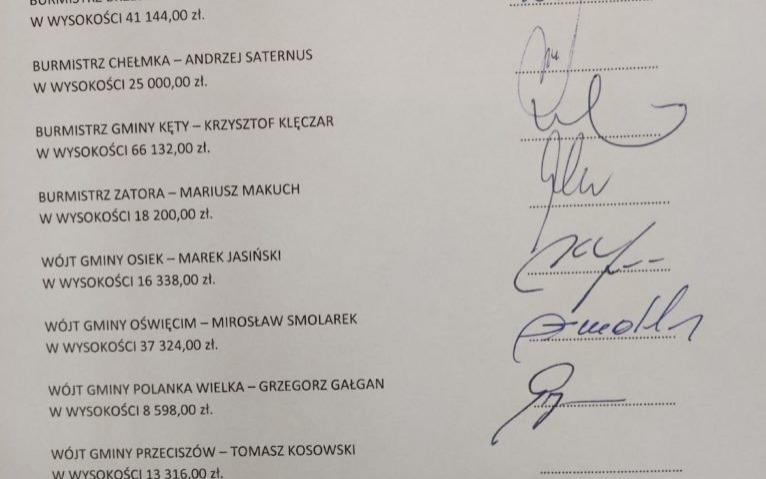 W WYSOKOŚCI 41 144,00 zł.
BURMISTRZ CHEŁMKA – ANDRZEJ SATERNUS
W WYSOKOŚCI 25 000,00 zł.
BURMISTRZ GMINY KĘTY – KRZYSZTOF KLĘCZAR
W WYSOKOŚCI 66 132,00 zł.
BURMISTRZ ZATORA – MARIUSZ MAKUCH
W WYSOKOŚCI 18 200,00 zł.
WÓJT GMINY OSIEK – MAREK JASIŃSKI
W WYSOKOŚCI 16 338,00 zł.
WÓJT GMINY OŚWIĘCIM – MIROSŁAW SMOLAREK
W WYSOKOŚCI 37 324,00 zł.
WÓJT GMINY POLANKA WIELKA – GRZEGORZ GAŁGAN
W WYSOKOŚCI 8 598,00 zł.
WÓJT GMINY PRZECISZÓW – TOMASZ KOSOWSKI
W WYSOKOŚCI 13 316,00 zł.